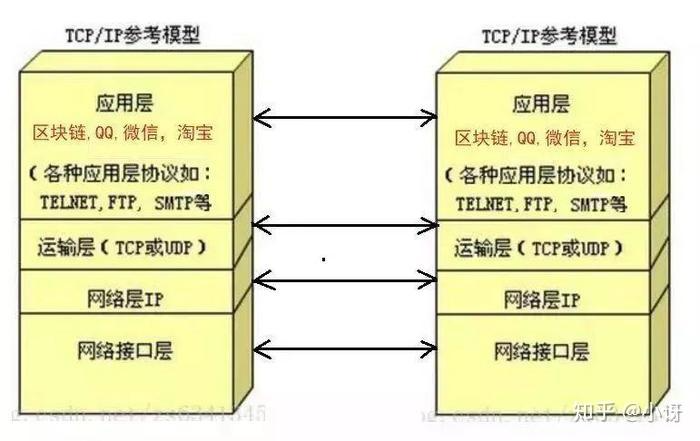 TCP/IP参考模型
应用层
区块链,QQ,微信，淘宝
（各种应用层协议如：
TELNET,FTP, SMTP等
运输层（TCP或UDP）
网络层IP
网络接口层
TCP/IP参考模型
应用层
区块链,QQ,微信，淘宝
（各种应用层协议如：
TELNET,FTP, SMTP等
运输层（TCP或UDP）
网络层IP
网络接口层
知乎 @小讶